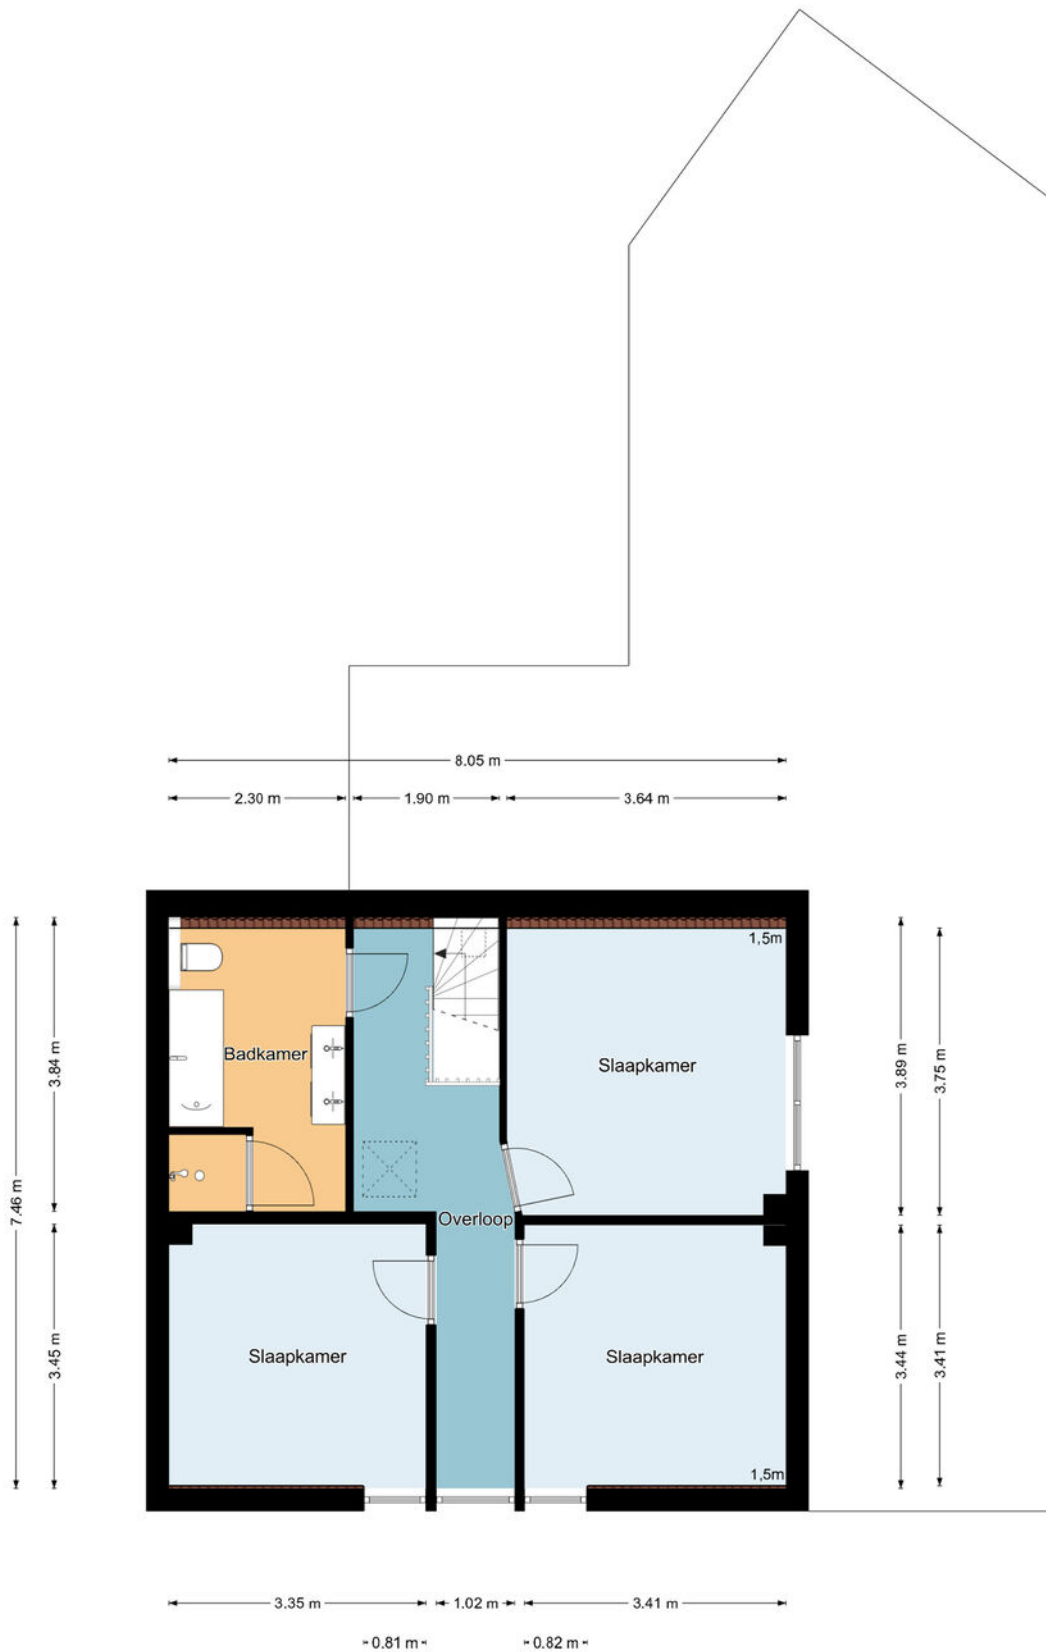 8.05 m
2.30 m
1.90 m
3.64 m
1,5m
Badkamer
Slaapkamer
3.84 m
3.89 m
3.75 m
7.46 m
Overloop
Slaapkamer
Slaapkamer
3.45 m
3.44 m
3.41 m
1,5m
3.35 m
1.02 m
3.41 m
0.81 m
0.82 m